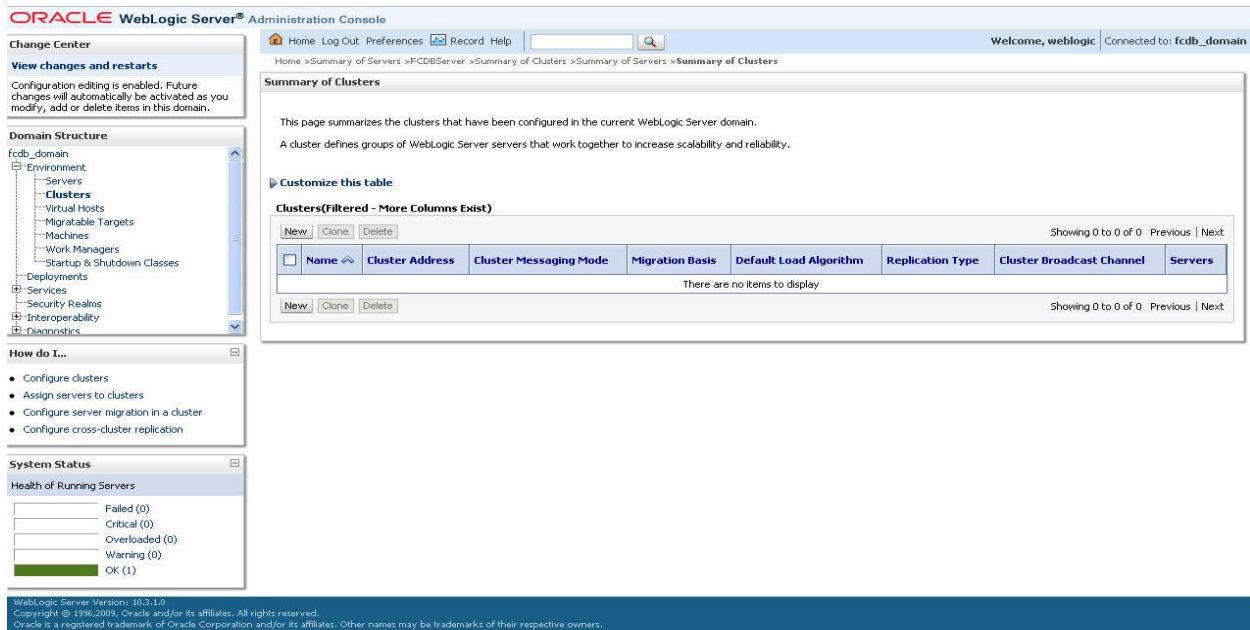 ORACLE WebLogic Server® Administration Console
Change Center
View changes and restarts
Configuration editing is enabled. Future
changes will automatically be activated as you
modify, add or delete items in this domain.
Domain Structure
fcdb_domain
Environment
Servers
Clusters
Virtual Hosts
Migratable Targets
Machines
Work Managers
Startup & Shutdown Classes
Deployments
Services
Security Realms
Interoperability
Diagnostics
How do I...
Configure clusters
Assign servers to clusters
Configure server migration in a cluster
Configure cross-cluster replication
System Status
Health of Running Servers
Failed (0)
Critical (0)
Overloaded (0)
Warning (0)
OK (1)
Home Log Out Preferences Record Help
Welcome, weblogic Connected to: fcdb_domain
Home >Summary of Servers >FCDBServer >Summary of Clusters >Summary of Servers >Summary of Clusters
Summary of Clusters
This page summarizes the clusters that have been configured in the current WebLogic Server domain.
A cluster defines groups of WebLogic Server servers that work together to increase scalability and reliability.
Customize this table
Clusters(Filtered - More Columns Exist)
New Clone Delete Showing 0 to 0 of 0 Previous | Next
Name Cluster Address Cluster Messaging Mode Migration Basis Default Load Algorithm Replication Type Cluster Broadcast Channel Servers
There are no items to display
New Clone Delete Showing 0 to 0 of 0 Previous | Next
WebLogic Server Version: 10.3.1.0
Copyright © 1996,2009, Oracle and/or its affiliates. All rights reserved.
Oracle is a registered trademark of Oracle Corporation and/or its affiliates. Other names may be trademarks of their respective owners.